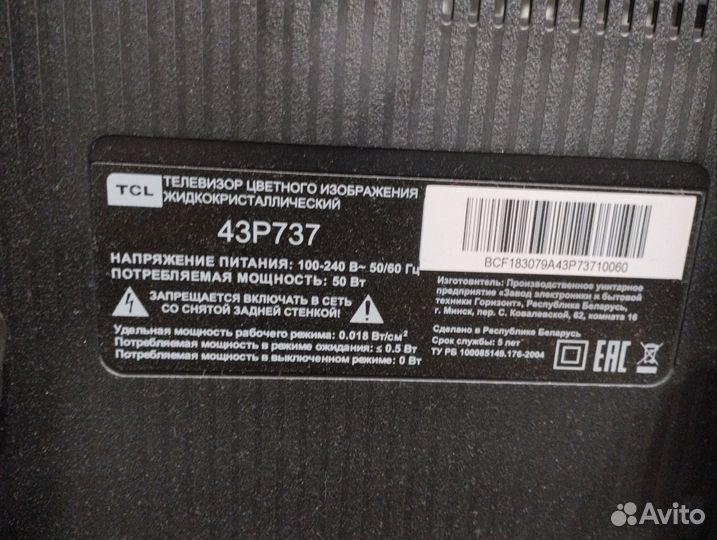 TCL
ТЕЛЕВИЗОР ЦВЕТНОГО ИЗОБРАЖЕНИЯ
ЖИДКОКРИСТАЛЛИЧЕСКИЙ
43P737
НАПРЯЖЕНИЕ ПИТАНИЯ: 100-240 В~ 50/60 Гц
ПОТРЕБЛЯЕМАЯ МОЩНОСТЬ: 50 Вт
ЗАПРЕЩАЕТСЯ ВКЛЮЧАТЬ В СЕТЬ
СО СНЯТОЙ ЗАДНЕЙ СТЕНКОЙ!
Удельная мощность рабочего режима: 0.018 Вт/см²
Потребляемая мощность в режиме ожидания: ≤ 0.5 Вт
Потребляемая мощность в выключенном режиме: 0 Вт
BCF183079A43P73710060
Изготовитель: Производственное унитарное
предприятие «Завод электроники и бытовой
техники Горизонт», Республика Беларусь,
г. Минск, пер. С. Ковалевской, 62, комната 16
Сделано в Республике Беларусь
Срок службы: 5 лет
ТУ РБ 100085149.176-2004
EAC
Avito